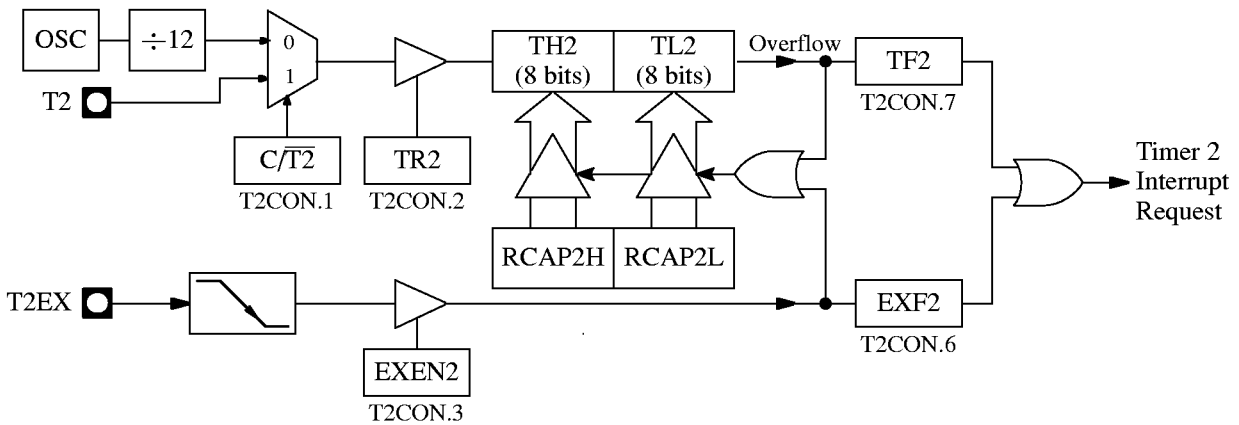 OSC
÷12
0
1
T2
C/T2̅
T2CON.1
TR2
T2CON.2
TH2
(8 bits)
TL2
(8 bits)
Overflow
TF2
T2CON.7
RCAP2H
RCAP2L
Timer 2
Interrupt
Request
T2EX
EXEN2
T2CON.3
EXF2
T2CON.6